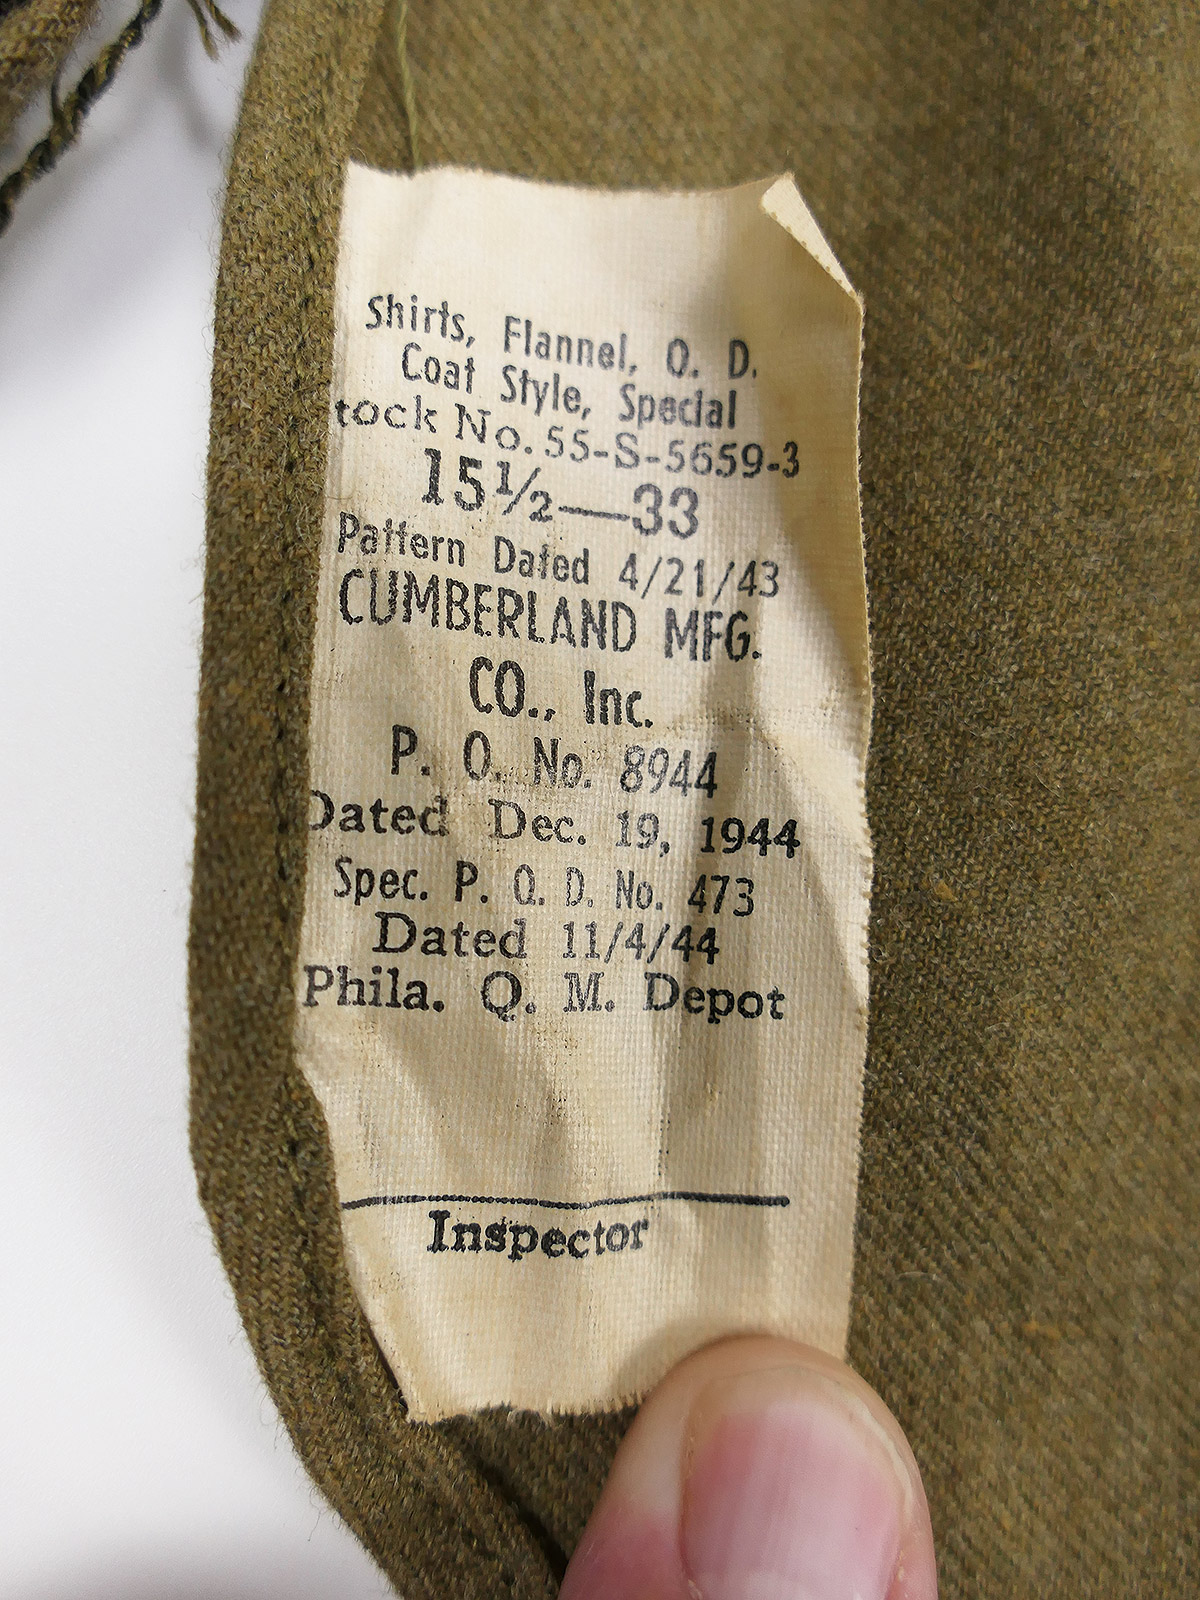 Shirts, Flannel, O. D.
Coat Style, Special
tock No. 55-S-5659-3
15½—33
Pattern Dated 4/21/43
CUMBERLAND MFG.
CO., Inc.
P. O. No. 8944
Dated Dec. 19, 1944
Spec. P. Q. D. No. 473
Dated 11/4/44
Phila. Q. M. Depot
Inspector